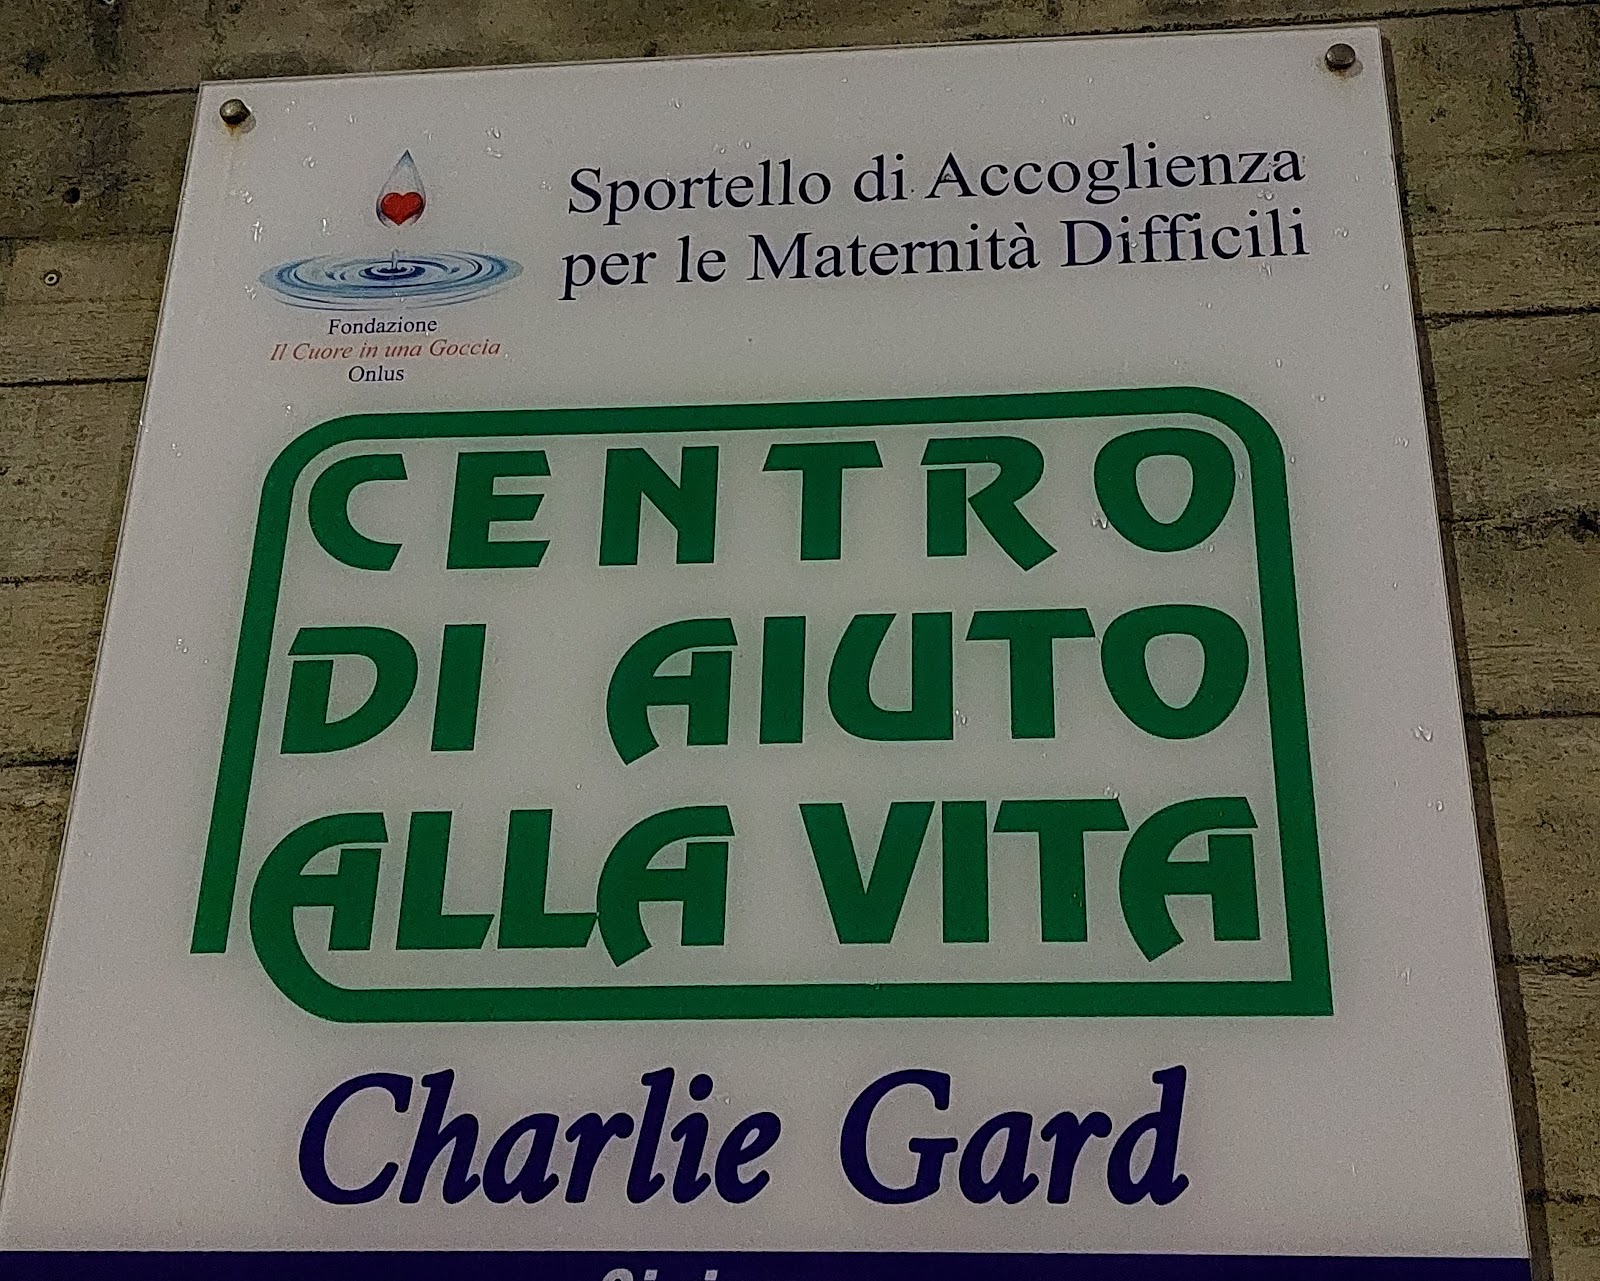 Sportello di Accoglienza
per le Maternità Difficili
Fondazione
Il Cuore in una Goccia
Onlus
CENTRO
DI AIUTO
ALLA VITA
Charlie Gard